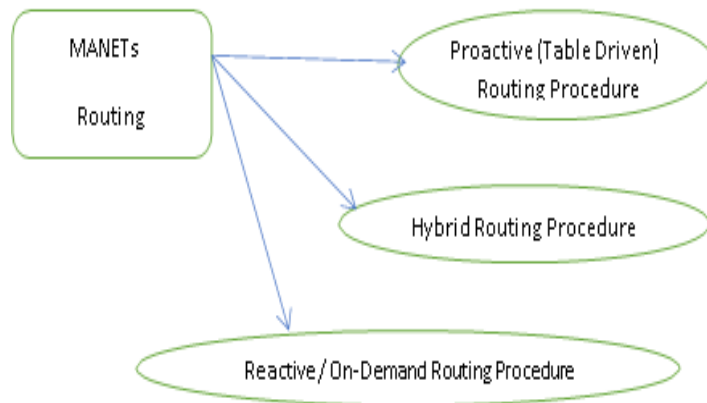 MANETs
Routing
Proactive (Table Driven)
Routing Procedure
Hybrid Routing Procedure
Reactive / On-Demand Routing Procedure